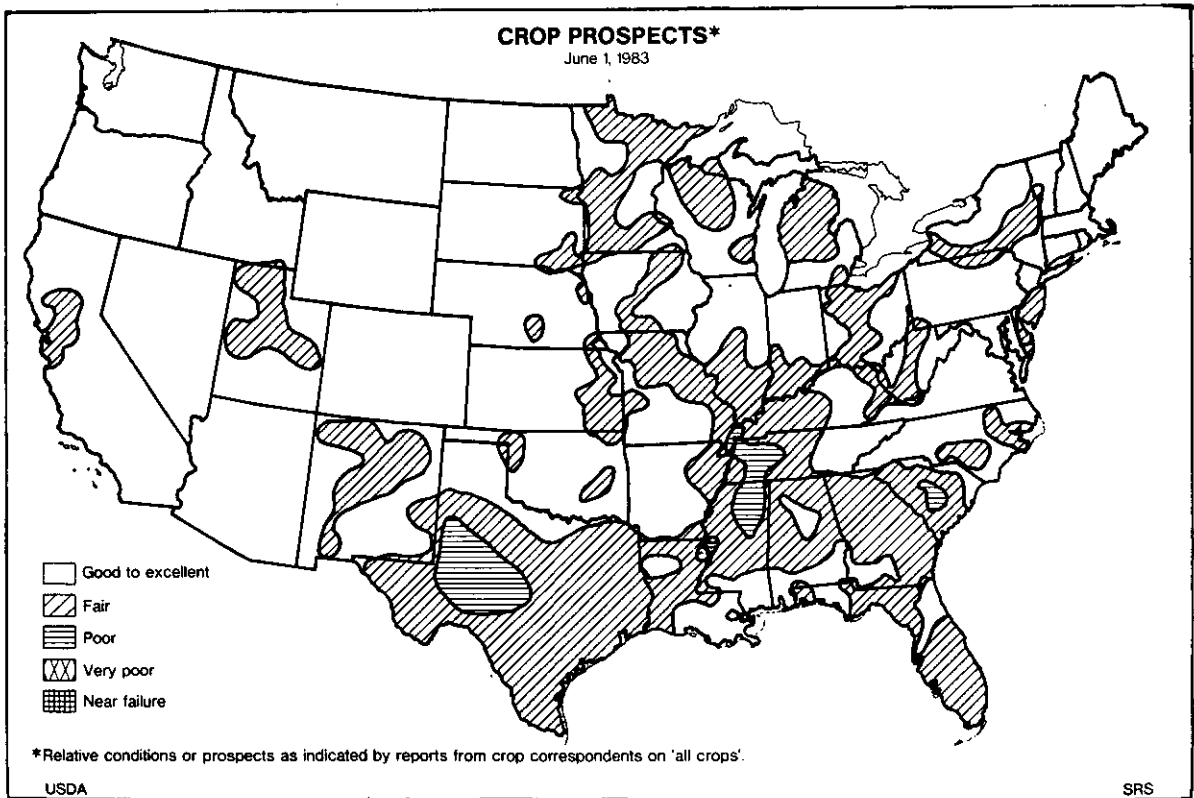 CROP PROSPECTS*
June 1, 1983
Good to excellent
Fair
Poor
Very poor
Near failure
*Relative conditions or prospects as indicated by reports from crop correspondents on 'all crops'.
USDA
SRS